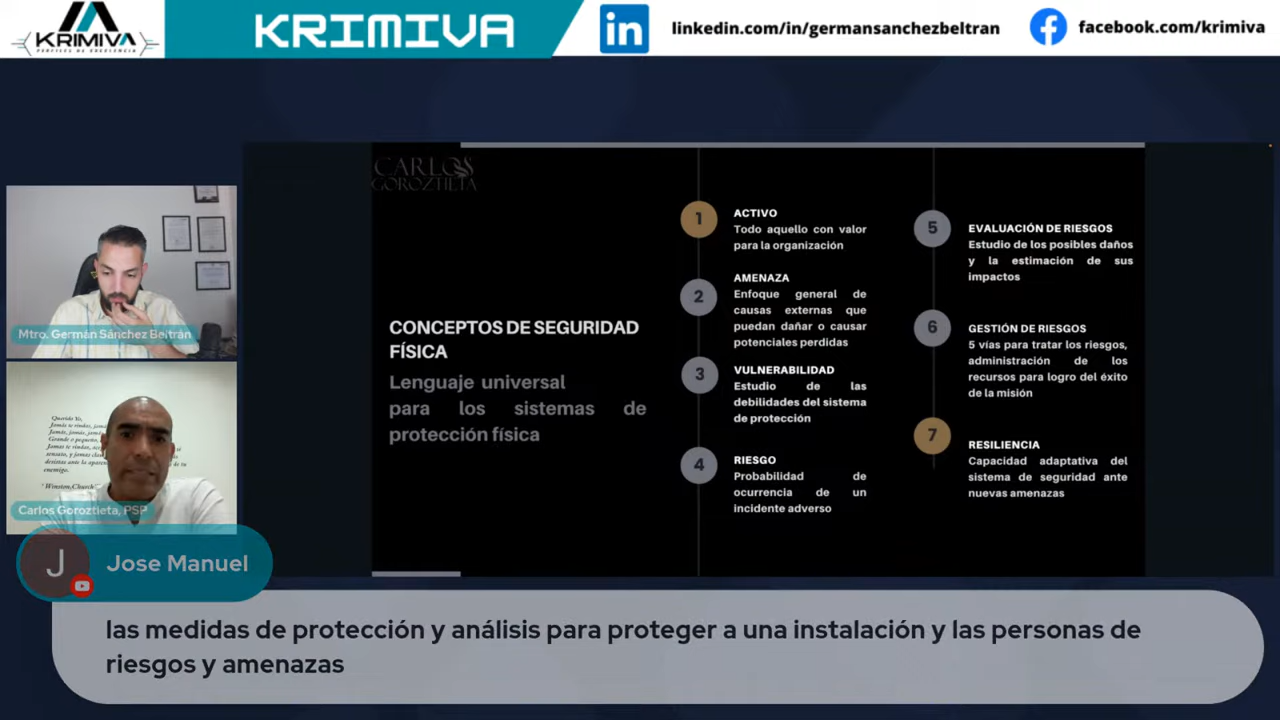 KRIMIVA
KRIMIVA
linkedin.com/in/germansanchezbeltran
facebook.com/krimiva
Mtro. Germán Sánchez Beltrán
Querido Yo,
Winston Church
Carlos Goroztieta, PSP
CARLOS
GOROZTILTA
CONCEPTOS DE SEGURIDAD
FÍSICA
Lenguaje universal
para los sistemas de
protección física
1
ACTIVO
Todo aquello con valor
para la organización
2
AMENAZA
Enfoque general de
causas externas que
puedan dañar o causar
potenciales perdidas
3
VULNERABILIDAD
Estudio de las
debilidades del sistema
de protección
4
RIESGO
Probabilidad de
ocurrencia de un
incidente adverso
5
EVALUACIÓN DE RIESGOS
Estudio de los posibles daños
y la estimación de sus
impactos
6
GESTIÓN DE RIESGOS
5 vías para tratar los riesgos,
administración de los
recursos para logro del éxito
de la misión
7
RESILIENCIA
Capacidad adaptativa del
sistema de seguridad ante
nuevas amenazas
J
Jose Manuel
las medidas de protección y análisis para proteger a una instalación y las personas de
riesgos y amenazas